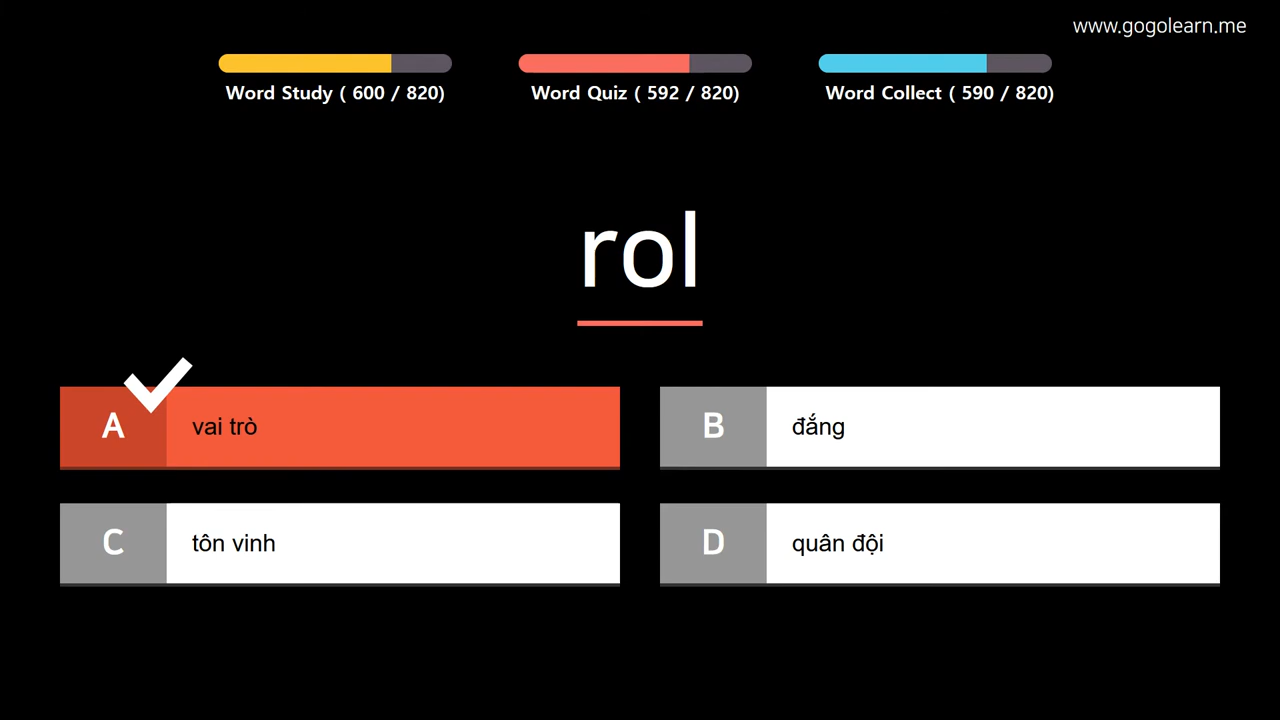 www.gogolearn.me
Word Study ( 600 / 820)
Word Quiz ( 592 / 820)
Word Collect ( 590 / 820)
rol
A vai trò
B đắng
C tôn vinh
D quân đội